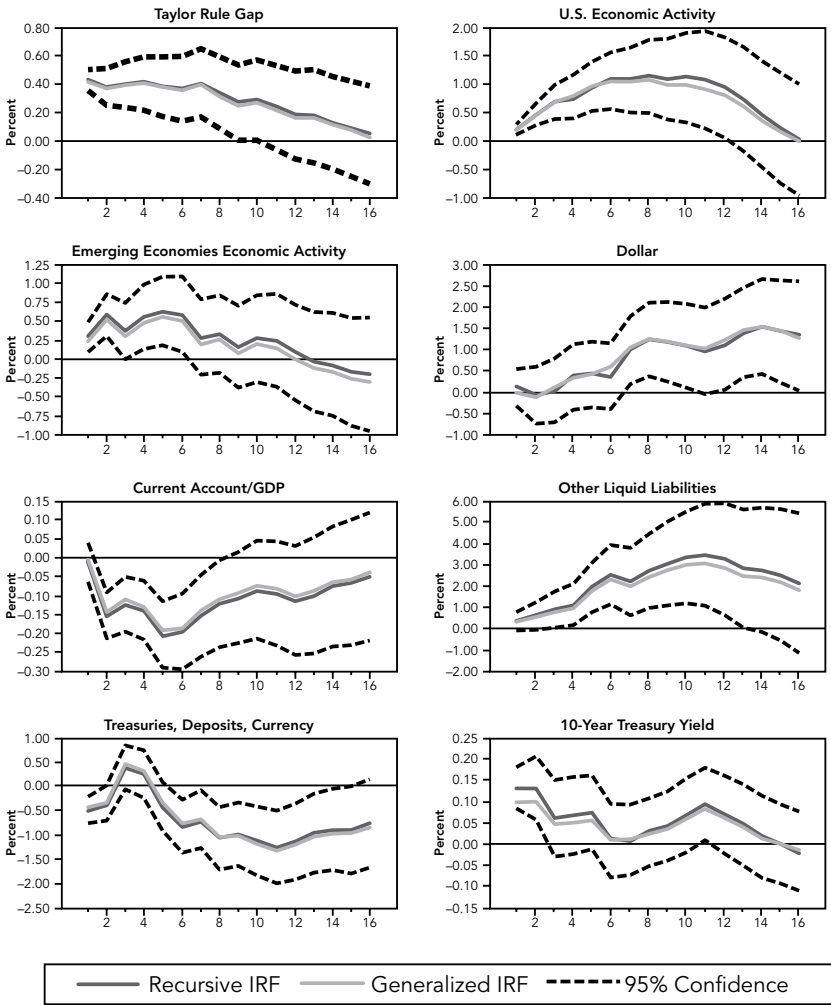 Taylor Rule Gap
Percent
0.80
0.60
0.40
0.20
0.00
–0.20
–0.40
2 4 6 8 10 12 14 16
U.S. Economic Activity
Percent
2.00
1.50
1.00
0.50
0.00
–0.50
–1.00
2 4 6 8 10 12 14 16
Emerging Economies Economic Activity
Percent
1.25
1.00
0.75
0.50
0.25
0.00
–0.25
–0.50
–0.75
–1.00
2 4 6 8 10 12 14 16
Dollar
Percent
3.00
2.50
2.00
1.50
1.00
0.50
0.00
–0.50
–1.00
2 4 6 8 10 12 14 16
Current Account/GDP
Percent
0.15
0.10
0.05
0.00
–0.05
–0.10
–0.15
–0.20
–0.25
–0.30
2 4 6 8 10 12 14 16
Other Liquid Liabilities
Percent
6.00
5.00
4.00
3.00
2.00
1.00
0.00
–1.00
–2.00
2 4 6 8 10 12 14 16
Treasuries, Deposits, Currency
Percent
1.00
0.50
0.00
–0.50
–1.00
–1.50
–2.00
–2.50
2 4 6 8 10 12 14 16
10-Year Treasury Yield
Percent
0.25
0.20
0.15
0.10
0.05
0.00
–0.05
–0.10
–0.15
2 4 6 8 10 12 14 16
Recursive IRF Generalized IRF 95% Confidence